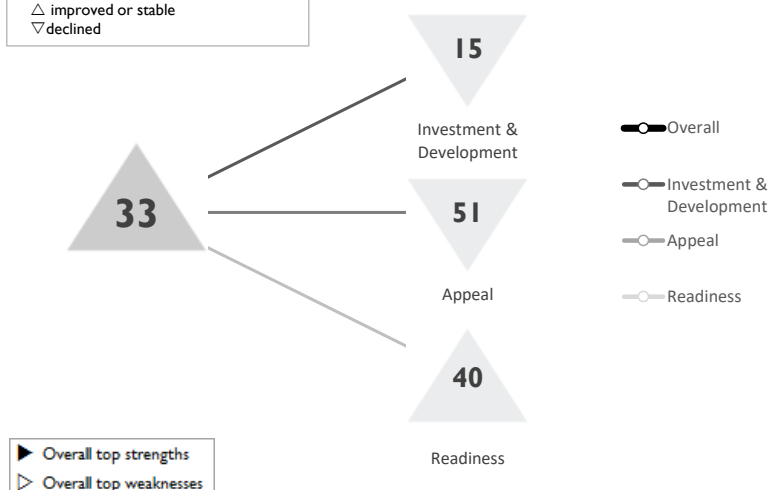 △ improved or stable
▽ declined
15
Investment &
Development
33
51
Appeal
40
Readiness
Overall
Investment &
Development
Appeal
Readiness
▶ Overall top strengths
▷ Overall top weaknesses